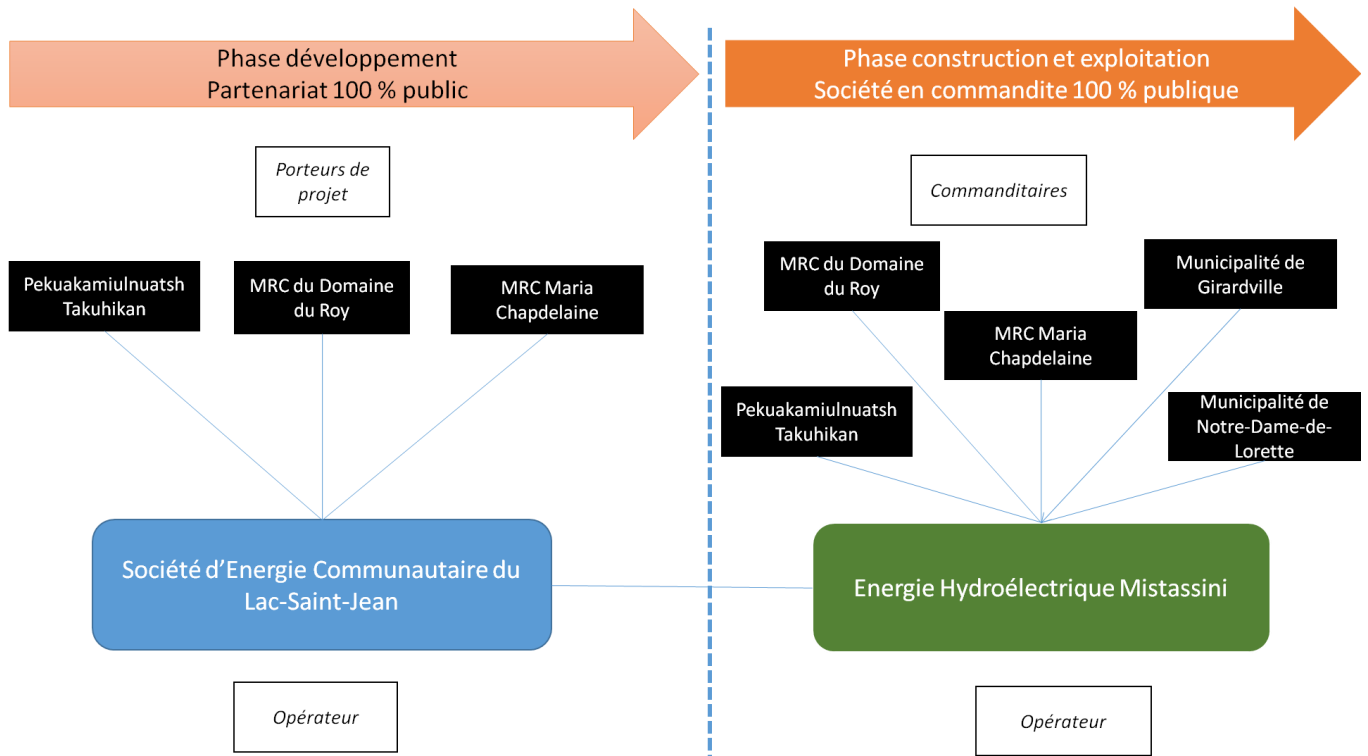 Phase développement
Partenariat 100 % public
Porteurs de
projet
Pekuakamiulnuatsh
Takuhikan
MRC du Domaine
du Roy
MRC Maria
Chapdelaine
Société d’Energie Communautaire du
Lac-Saint-Jean
Opérateur
Phase construction et exploitation
Société en commandite 100 % publique
Commanditaires
MRC du Domaine
du Roy
Municipalité de
Girardville
MRC Maria
Chapdelaine
Pekuakamiulnuatsh
Takuhikan
Municipalité de
Notre-Dame-de-
Lorette
Energie Hydroélectrique Mistassini
Opérateur